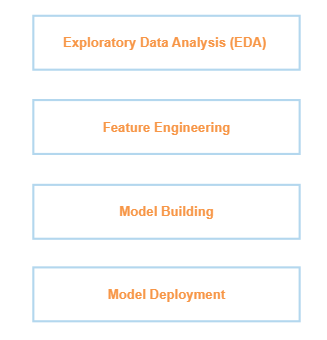 Exploratory Data Analysis (EDA)
Feature Engineering
Model Building
Model Deployment